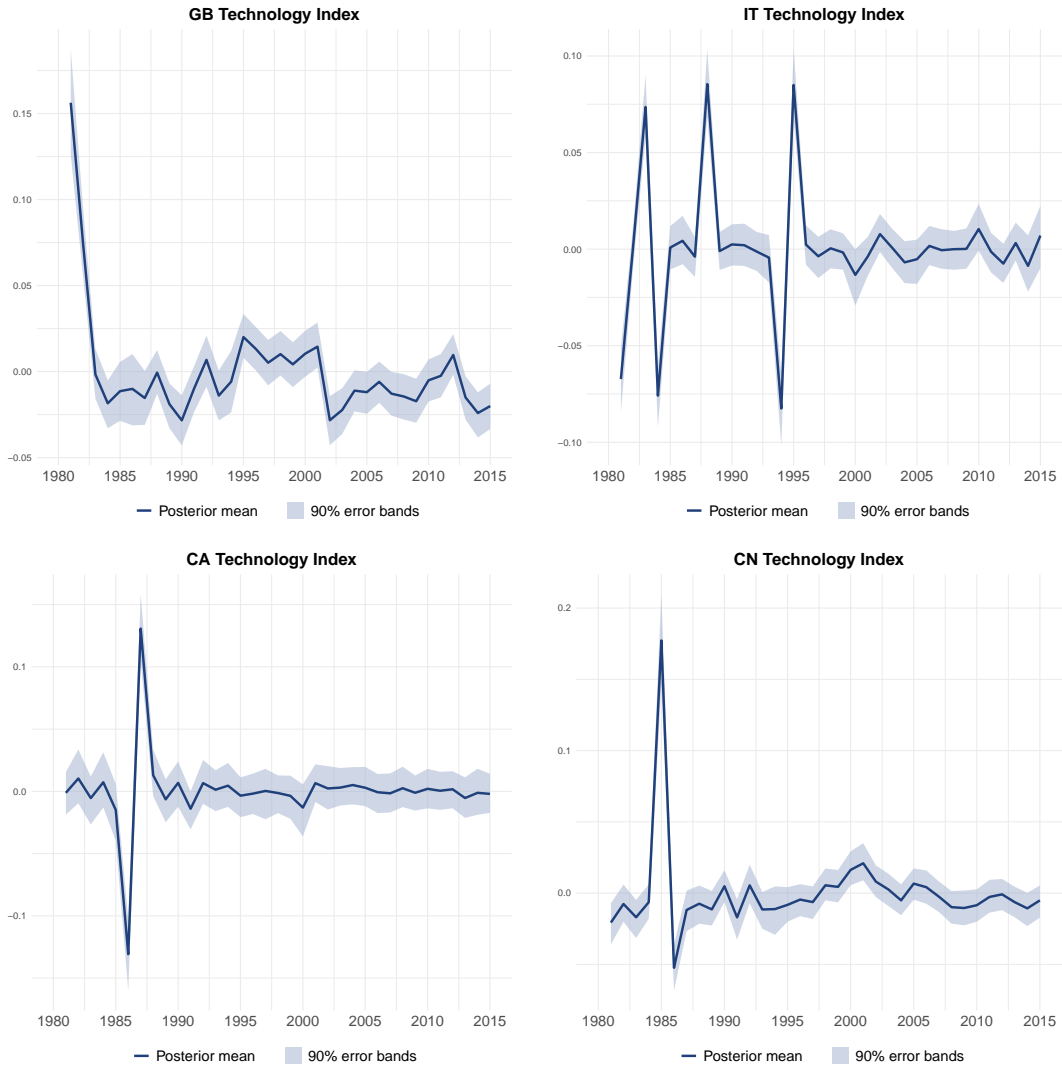 GB Technology Index
0.15
0.10
0.05
0.00
−0.05
1980 1985 1990 1995 2000 2005 2010 2015
Posterior mean 90% error bands
IT Technology Index
0.10
0.05
0.00
−0.05
−0.10
1980 1985 1990 1995 2000 2005 2010 2015
Posterior mean 90% error bands
CA Technology Index
0.1
0.0
−0.1
1980 1985 1990 1995 2000 2005 2010 2015
Posterior mean 90% error bands
CN Technology Index
0.2
0.1
0.0
1980 1985 1990 1995 2000 2005 2010 2015
Posterior mean 90% error bands